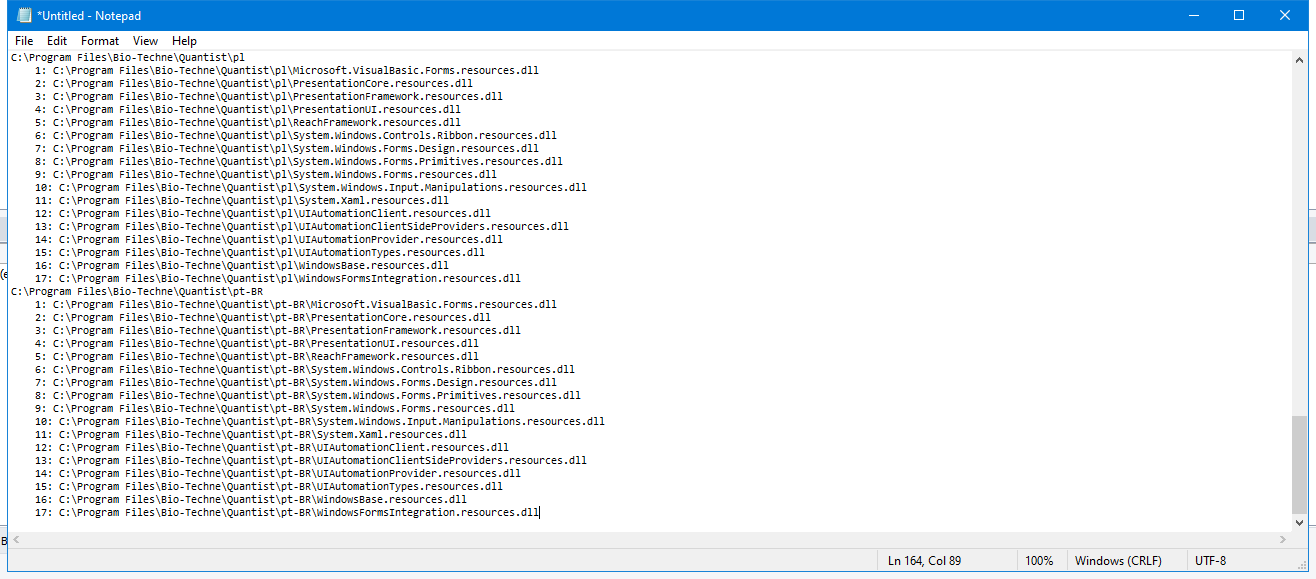 *Untitled - Notepad
File Edit Format View Help
C:\Program Files\Bio-Techne\Quantist\pl
1: C:\Program Files\Bio-Techne\Quantist\pl\Microsoft.VisualBasic.Forms.resources.dll
2: C:\Program Files\Bio-Techne\Quantist\pl\PresentationCore.resources.dll
3: C:\Program Files\Bio-Techne\Quantist\pl\PresentationFramework.resources.dll
4: C:\Program Files\Bio-Techne\Quantist\pl\PresentationUI.resources.dll
5: C:\Program Files\Bio-Techne\Quantist\pl\ReachFramework.resources.dll
6: C:\Program Files\Bio-Techne\Quantist\pl\System.Windows.Controls.Ribbon.resources.dll
7: C:\Program Files\Bio-Techne\Quantist\pl\System.Windows.Forms.Design.resources.dll
8: C:\Program Files\Bio-Techne\Quantist\pl\System.Windows.Forms.Primitives.resources.dll
9: C:\Program Files\Bio-Techne\Quantist\pl\System.Windows.Forms.resources.dll
10: C:\Program Files\Bio-Techne\Quantist\pl\System.Windows.Input.Manipulations.resources.dll
11: C:\Program Files\Bio-Techne\Quantist\pl\System.Xaml.resources.dll
12: C:\Program Files\Bio-Techne\Quantist\pl\UIAutomationClient.resources.dll
13: C:\Program Files\Bio-Techne\Quantist\pl\UIAutomationClientSideProviders.resources.dll
14: C:\Program Files\Bio-Techne\Quantist\pl\UIAutomationProvider.resources.dll
15: C:\Program Files\Bio-Techne\Quantist\pl\UIAutomationTypes.resources.dll
16: C:\Program Files\Bio-Techne\Quantist\pl\WindowsBase.resources.dll
17: C:\Program Files\Bio-Techne\Quantist\pl\WindowsFormsIntegration.resources.dll
C:\Program Files\Bio-Techne\Quantist\pt-BR
1: C:\Program Files\Bio-Techne\Quantist\pt-BR\Microsoft.VisualBasic.Forms.resources.dll
2: C:\Program Files\Bio-Techne\Quantist\pt-BR\PresentationCore.resources.dll
3: C:\Program Files\Bio-Techne\Quantist\pt-BR\PresentationFramework.resources.dll
4: C:\Program Files\Bio-Techne\Quantist\pt-BR\PresentationUI.resources.dll
5: C:\Program Files\Bio-Techne\Quantist\pt-BR\ReachFramework.resources.dll
6: C:\Program Files\Bio-Techne\Quantist\pt-BR\System.Windows.Controls.Ribbon.resources.dll
7: C:\Program Files\Bio-Techne\Quantist\pt-BR\System.Windows.Forms.Design.resources.dll
8: C:\Program Files\Bio-Techne\Quantist\pt-BR\System.Windows.Forms.Primitives.resources.dll
9: C:\Program Files\Bio-Techne\Quantist\pt-BR\System.Windows.Forms.resources.dll
10: C:\Program Files\Bio-Techne\Quantist\pt-BR\System.Windows.Input.Manipulations.resources.dll
11: C:\Program Files\Bio-Techne\Quantist\pt-BR\System.Xaml.resources.dll
12: C:\Program Files\Bio-Techne\Quantist\pt-BR\UIAutomationClient.resources.dll
13: C:\Program Files\Bio-Techne\Quantist\pt-BR\UIAutomationClientSideProviders.resources.dll
14: C:\Program Files\Bio-Techne\Quantist\pt-BR\UIAutomationProvider.resources.dll
15: C:\Program Files\Bio-Techne\Quantist\pt-BR\UIAutomationTypes.resources.dll
16: C:\Program Files\Bio-Techne\Quantist\pt-BR\WindowsBase.resources.dll
17: C:\Program Files\Bio-Techne\Quantist\pt-BR\WindowsFormsIntegration.resources.dll
Ln 164, Col 89 100% Windows (CRLF) UTF-8